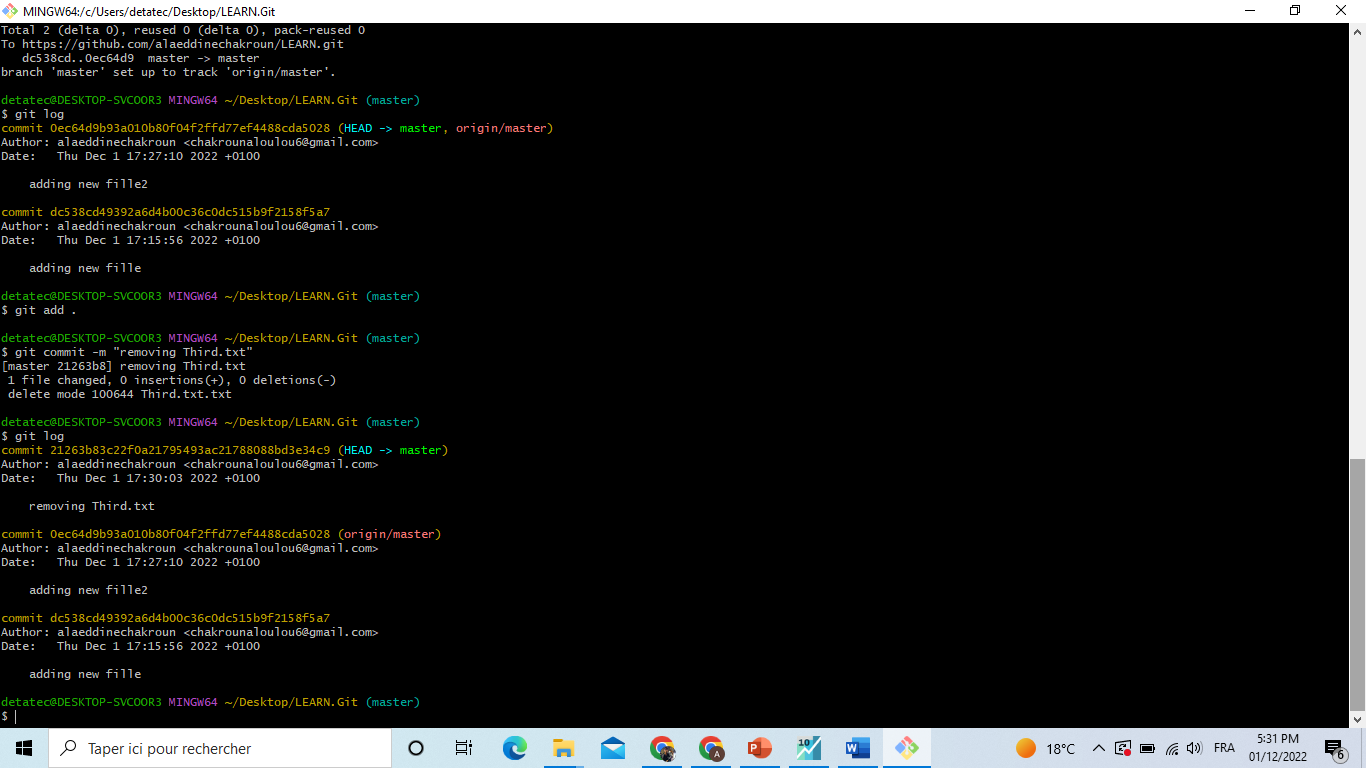 MINGW64:/c/Users/detatec/Desktop/LEARN.Git
Total 2 (delta 0), reused 0 (delta 0), pack-reused 0
To https://github.com/alaeddinechakroun/LEARN.git
   dc538cd..0ec64d9  master -> master
branch 'master' set up to track 'origin/master'.
detatec@DESKTOP-SVCOOR3 MINGW64 ~/Desktop/LEARN.Git (master)
$ git log
commit 0ec64d9b93a010b80f04f2ffd77ef4488cda5028 (HEAD -> master, origin/master)
Author: alaeddinechakroun <chakrounaloulou6@gmail.com>
Date:   Thu Dec 1 17:27:10 2022 +0100
    adding new fille2
commit dc538cd49392a6d4b00c36c0dc515b9f2158f5a7
Author: alaeddinechakroun <chakrounaloulou6@gmail.com>
Date:   Thu Dec 1 17:15:56 2022 +0100
    adding new fille
detatec@DESKTOP-SVCOOR3 MINGW64 ~/Desktop/LEARN.Git (master)
$ git add .
detatec@DESKTOP-SVCOOR3 MINGW64 ~/Desktop/LEARN.Git (master)
$ git commit -m "removing Third.txt"
[master 21263b8] removing Third.txt
 1 file changed, 0 insertions(+), 0 deletions(-)
 delete mode 100644 Third.txt.txt
detatec@DESKTOP-SVCOOR3 MINGW64 ~/Desktop/LEARN.Git (master)
$ git log
commit 21263b83c22f0a21795493ac21788088bd3e34c9 (HEAD -> master)
Author: alaeddinechakroun <chakrounaloulou6@gmail.com>
Date:   Thu Dec 1 17:30:03 2022 +0100
    removing Third.txt
commit 0ec64d9b93a010b80f04f2ffd77ef4488cda5028 (origin/master)
Author: alaeddinechakroun <chakrounaloulou6@gmail.com>
Date:   Thu Dec 1 17:27:10 2022 +0100
    adding new fille2
commit dc538cd49392a6d4b00c36c0dc515b9f2158f5a7
Author: alaeddinechakroun <chakrounaloulou6@gmail.com>
Date:   Thu Dec 1 17:15:56 2022 +0100
    adding new fille
detatec@DESKTOP-SVCOOR3 MINGW64 ~/Desktop/LEARN.Git (master)
$
Taper ici pour rechercher
A
P
10
W
18°C
FRA
5:31 PM
01/12/2022
6